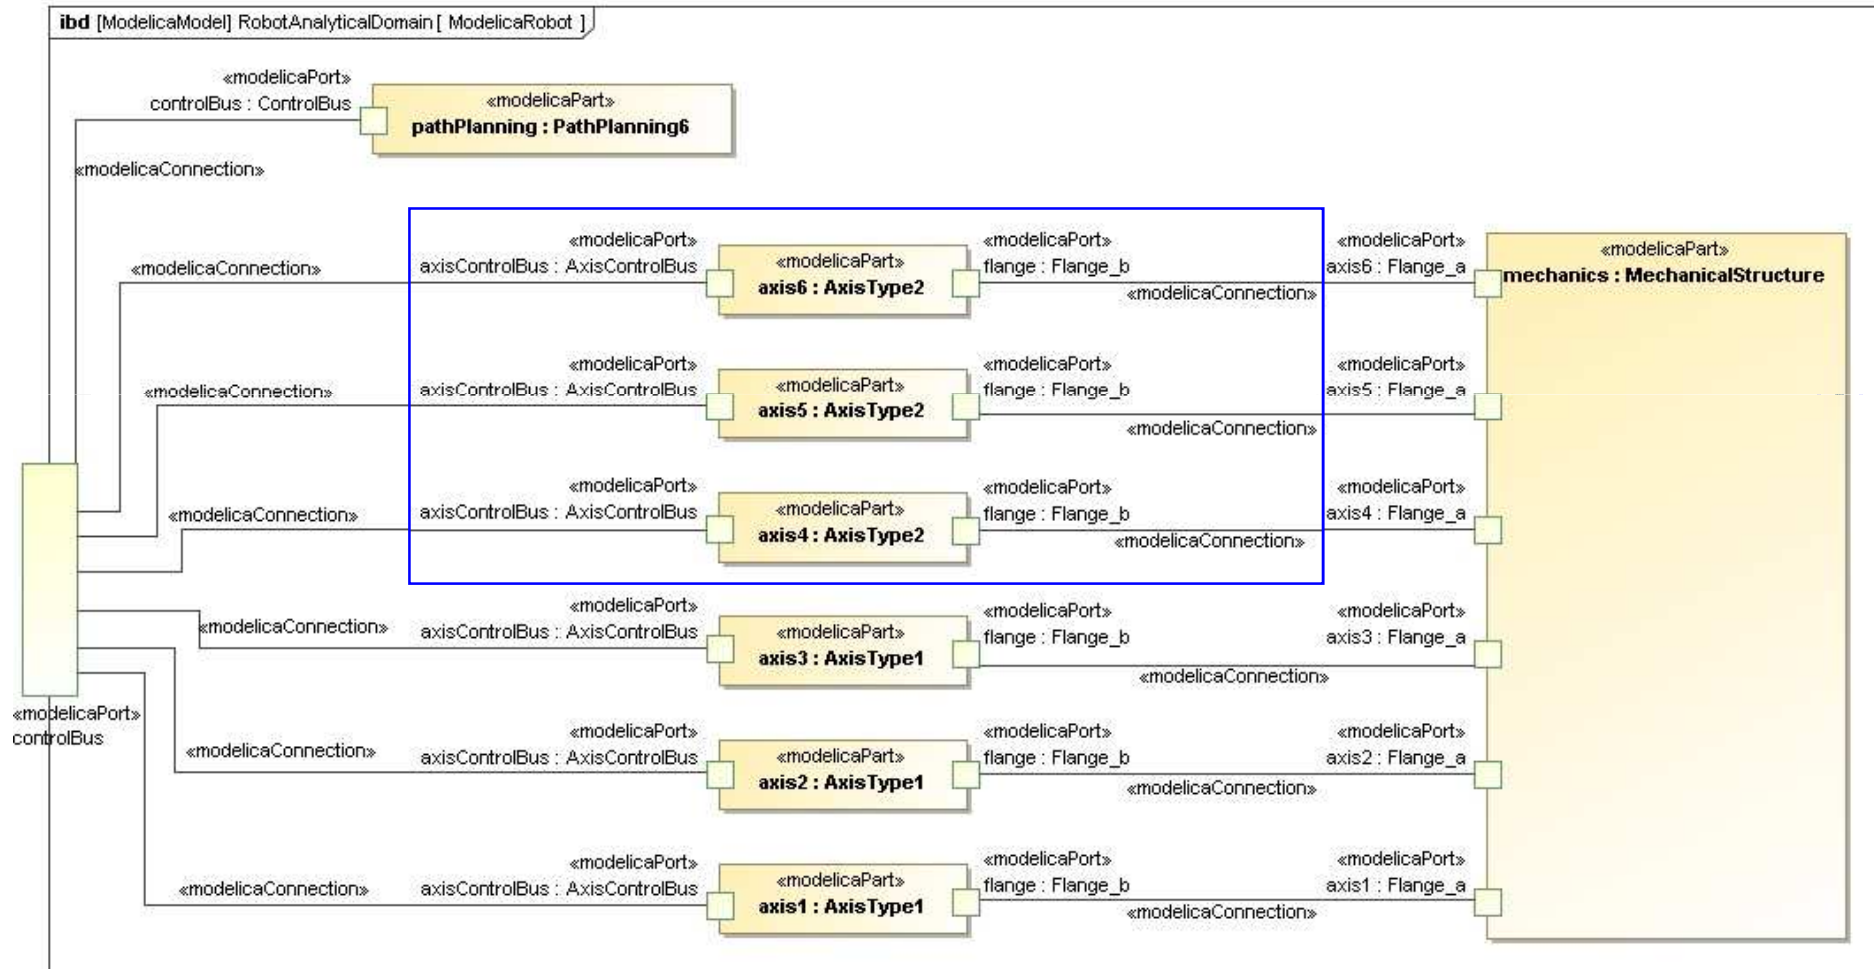 ibd [ModelicaModel] RobotAnalyticalDomain [ ModelicaRobot ]
«modelicaPort»
controlBus : ControlBus
«modelicaPart»
pathPlanning : PathPlanning6
«modelicaConnection»
«modelicaConnection»
«modelicaPort»
axisControlBus : AxisControlBus
«modelicaPart»
axis6 : AxisType2
«modelicaPort»
flange : Flange_b
«modelicaConnection»
«modelicaPort»
axis6 : Flange_a
«modelicaPart»
mechanics : MechanicalStructure
«modelicaConnection»
«modelicaPort»
axisControlBus : AxisControlBus
«modelicaPart»
axis5 : AxisType2
«modelicaPort»
flange : Flange_b
«modelicaConnection»
«modelicaPort»
axis5 : Flange_a
«modelicaConnection»
«modelicaPort»
axisControlBus : AxisControlBus
«modelicaPart»
axis4 : AxisType2
«modelicaPort»
flange : Flange_b
«modelicaConnection»
«modelicaPort»
axis4 : Flange_a
«modelicaConnection»
«modelicaPort»
axisControlBus : AxisControlBus
«modelicaPart»
axis3 : AxisType1
«modelicaPort»
flange : Flange_b
«modelicaConnection»
«modelicaPort»
axis3 : Flange_a
«modelicaPort»
controlBus
«modelicaConnection»
«modelicaPort»
axisControlBus : AxisControlBus
«modelicaPart»
axis2 : AxisType1
«modelicaPort»
flange : Flange_b
«modelicaConnection»
«modelicaPort»
axis2 : Flange_a
«modelicaConnection»
«modelicaPort»
axisControlBus : AxisControlBus
«modelicaPart»
axis1 : AxisType1
«modelicaPort»
flange : Flange_b
«modelicaConnection»
«modelicaPort»
axis1 : Flange_a